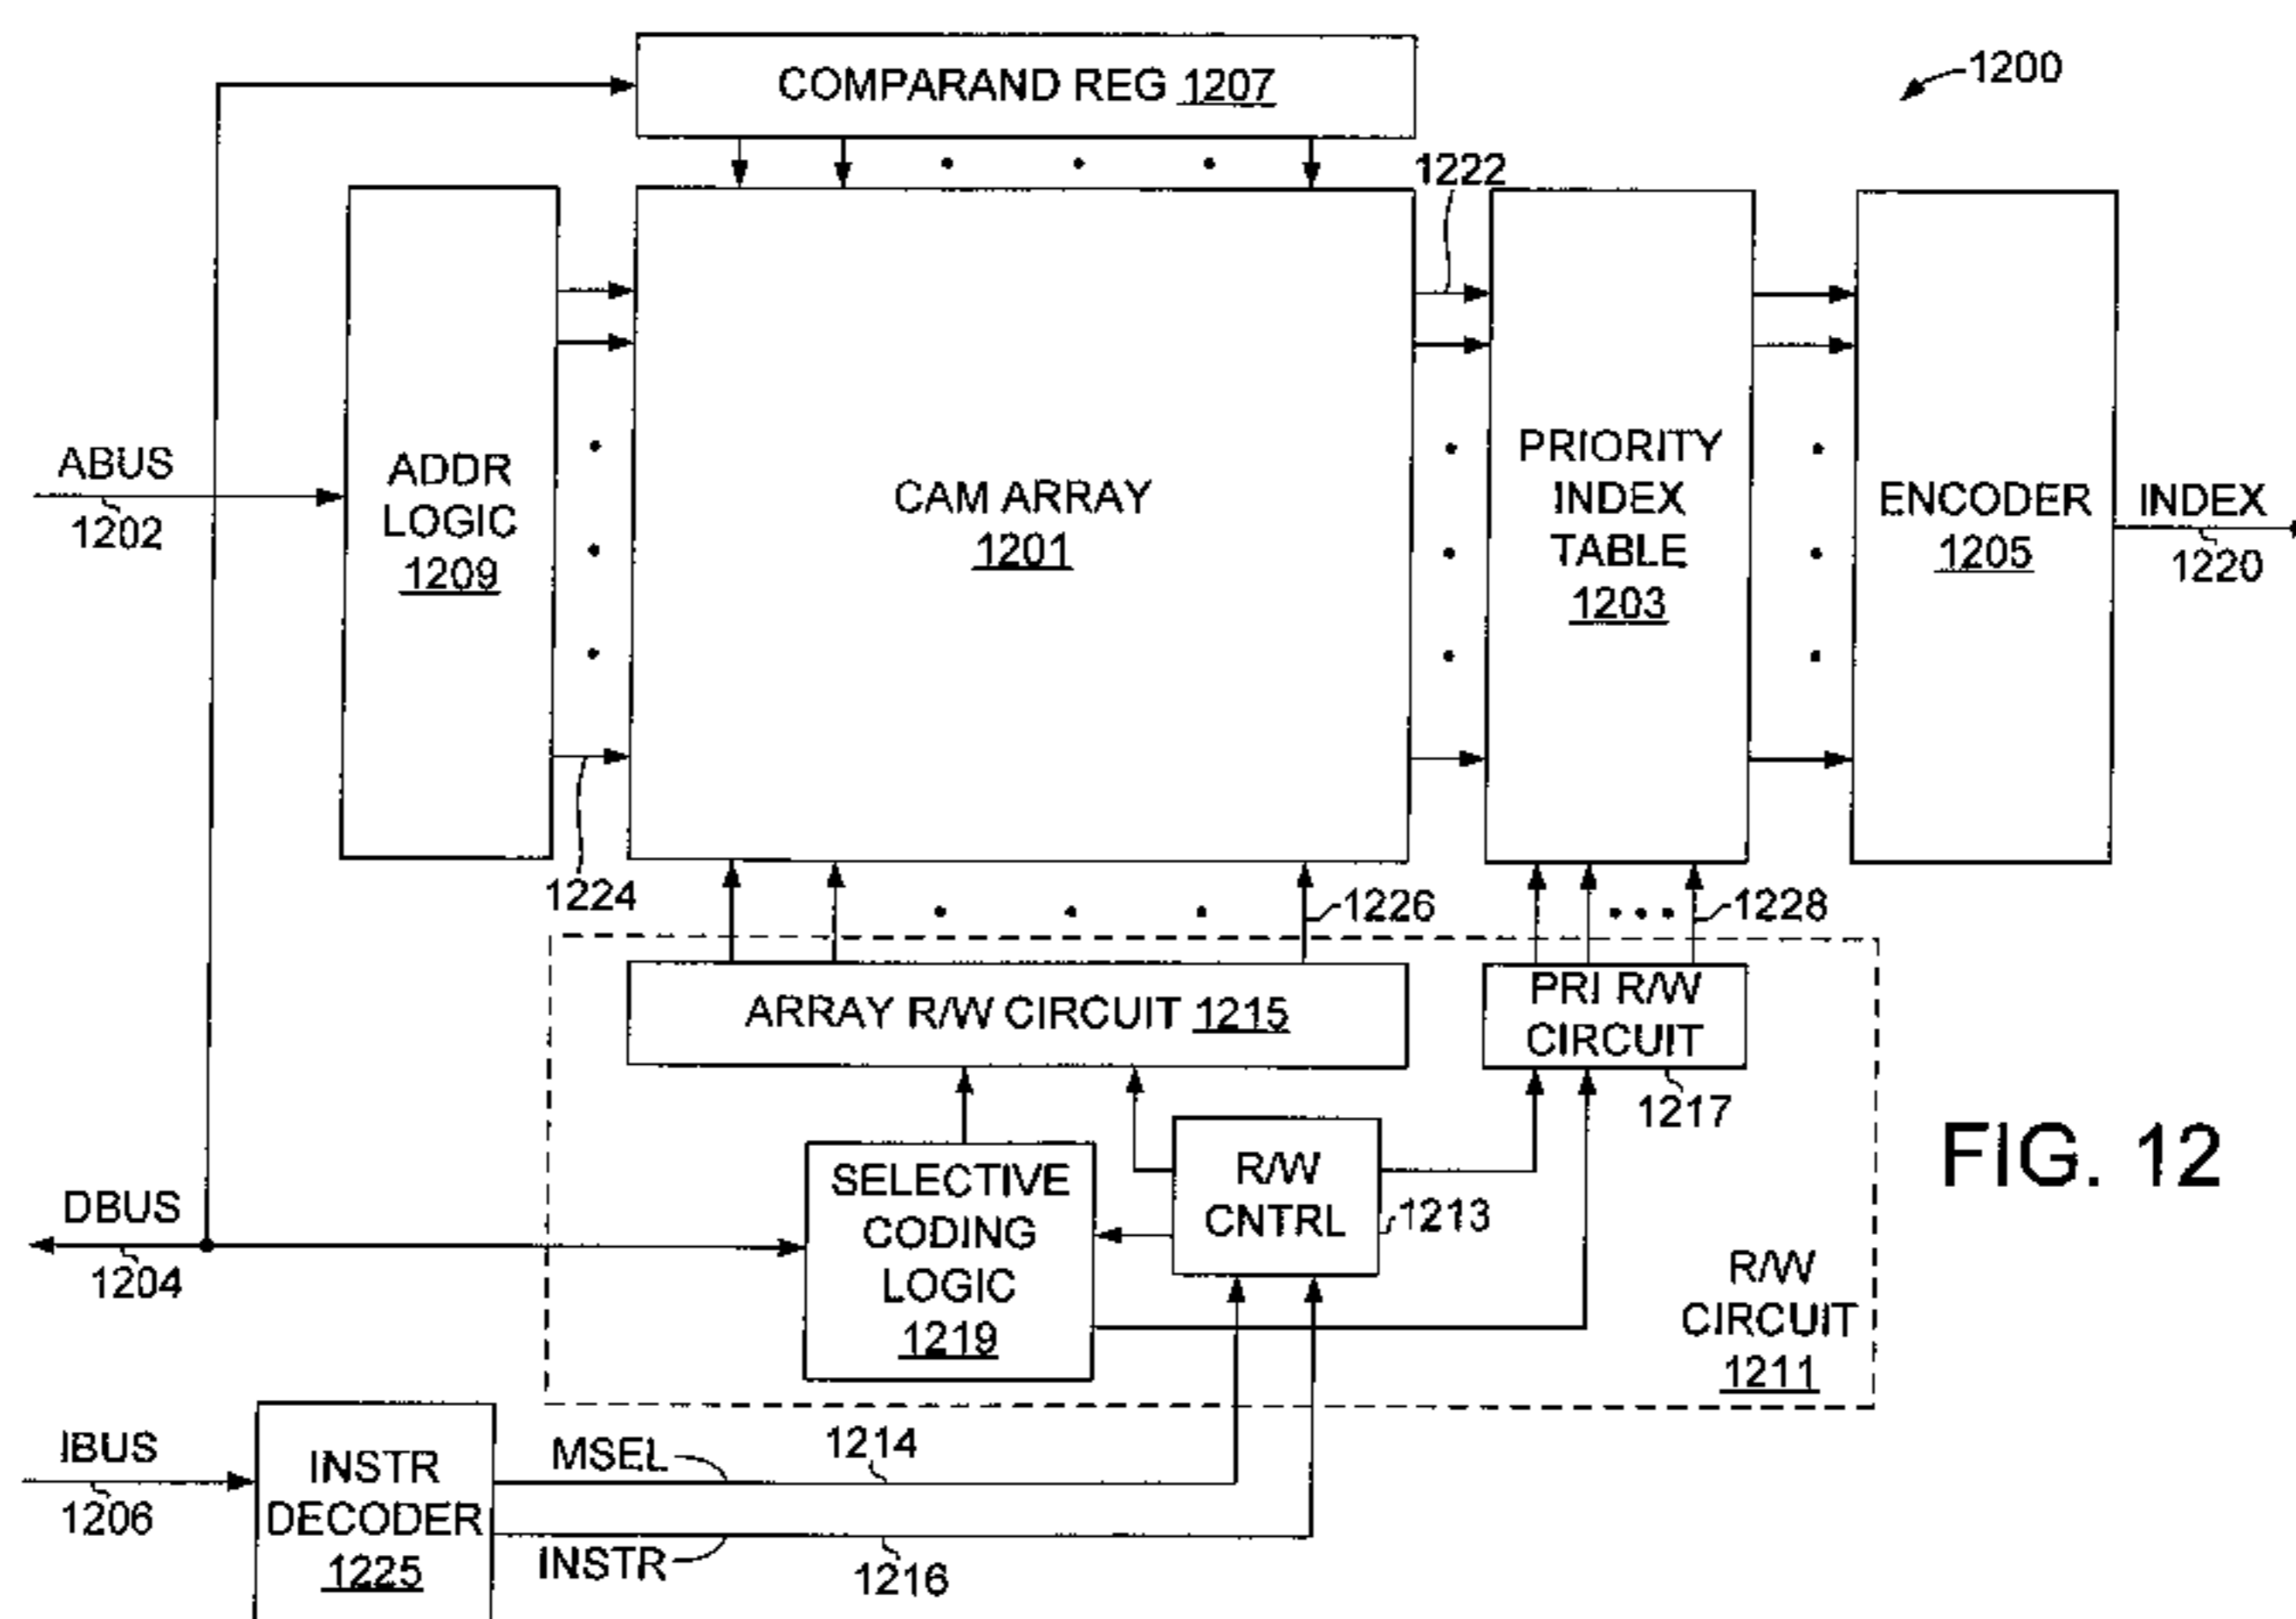 COMPARAND REG 1207
1200
1222
ABUS
1202
ADDR
LOGIC
1209
CAM ARRAY
1201
PRIORITY
INDEX
TABLE
1203
ENCODER
1205
INDEX
1220
1224
1226
1228
ARRAY R/W CIRCUIT 1215
PRI R/W
CIRCUIT
1217
DBUS
1204
SELECTIVE
CODING
LOGIC
1219
R/W
CNTRL
1213
R/W
CIRCUIT
1211
FIG. 12
IBUS
1206
INSTR
DECODER
1225
MSEL
1214
INSTR
1216